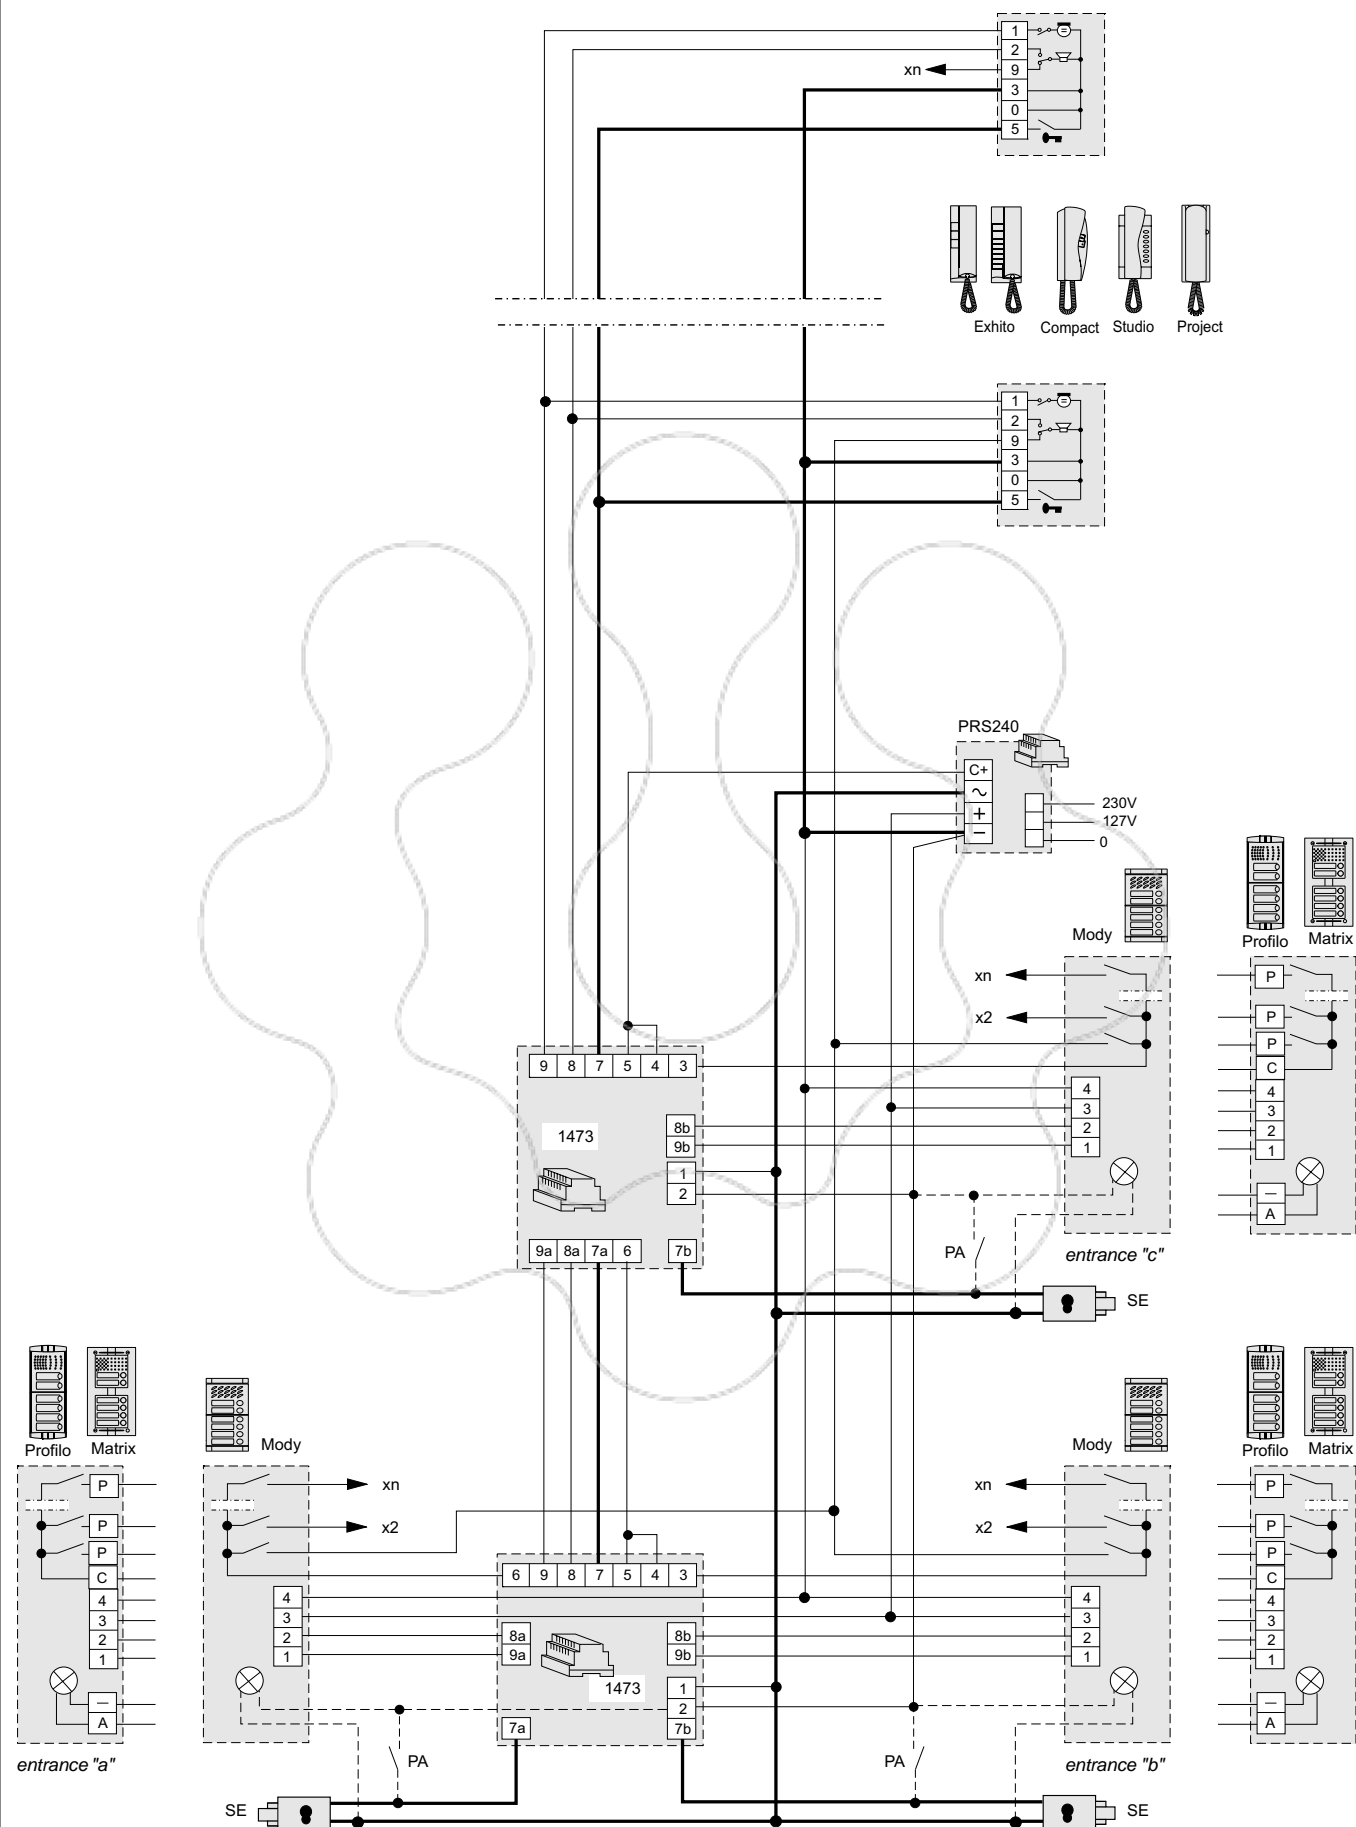 1
2
xn 9
3
0
5
Exhito Compact Studio Project
1
2
9
3
0
5
PRS240
C+
~
+
−
230V
127V
0
Mody
Profilo Matrix
xn
x2
P
P
P
C
4
3
2
1
4
3
2
1
—
A
9 8 7 5 4 3
1473
8b
9b
1
2
9a 8a 7a 6 7b
PA
entrance "c"
SE
Profilo Matrix
Mody
Mody
Profilo Matrix
P
P
P
C
4
3
2
1
—
A
xn
x2
xn
x2
P
P
P
C
4
3
2
1
—
A
4
3
2
1
6 9 8 7 5 4 3
8a
9a
8b
9b
1473
1
2
7b
7a
4
3
2
1
entrance "a"
PA
PA
entrance "b"
SE
SE